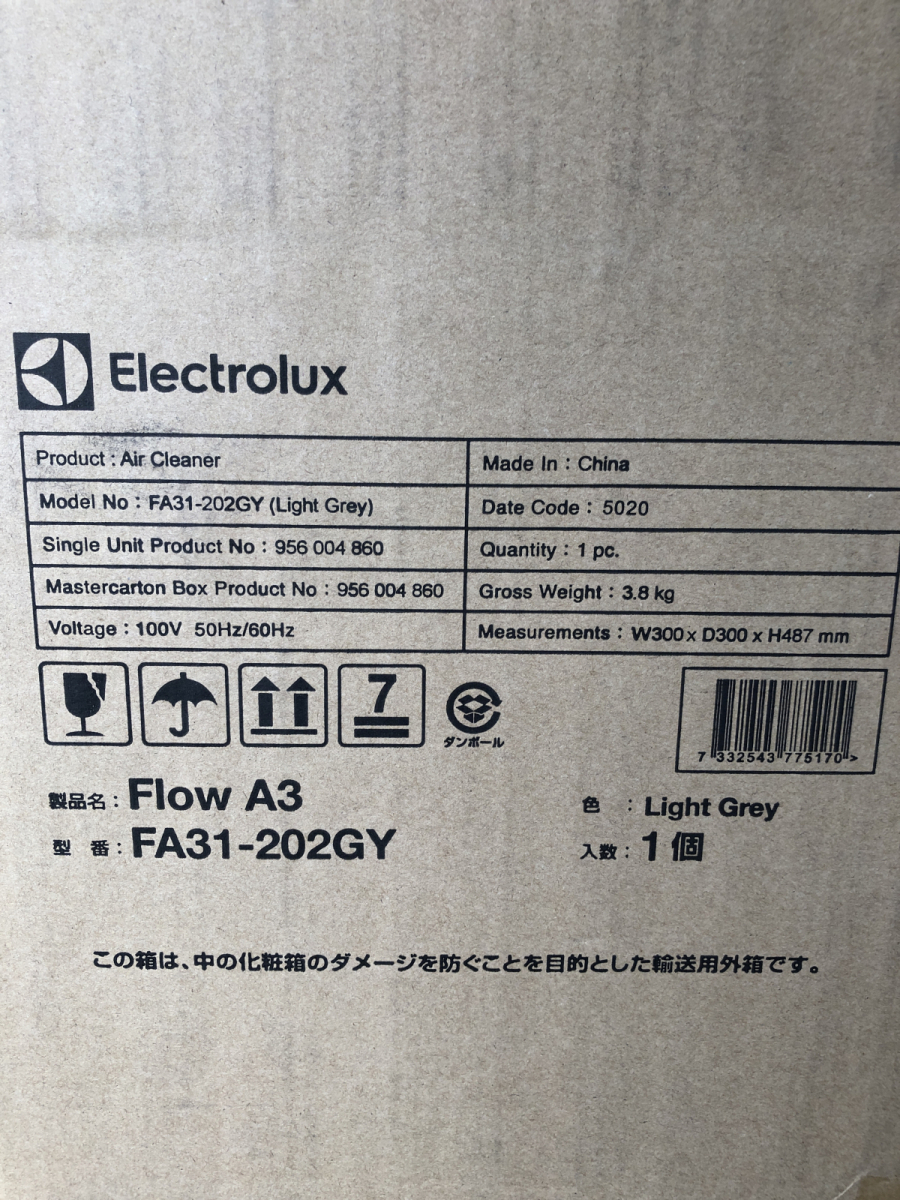 Electrolux
Product : Air Cleaner
Made In : China
Model No : FA31-202GY (Light Grey)
Date Code : 5020
Single Unit Product No : 956 004 860
Quantity : 1 pc.
Mastercarton Box Product No : 956 004 860
Gross Weight : 3.8 kg
Voltage : 100V 50Hz/60Hz
Measurements : W300 x D300 x H487 mm
7
ダンボール
7 332543 775170 >
製品名 : Flow A3
色 : Light Grey
型 番 : FA31-202GY
入数 : 1 個
この箱は、中の化粧箱のダメージを防ぐことを目的とした輸送用外箱です。